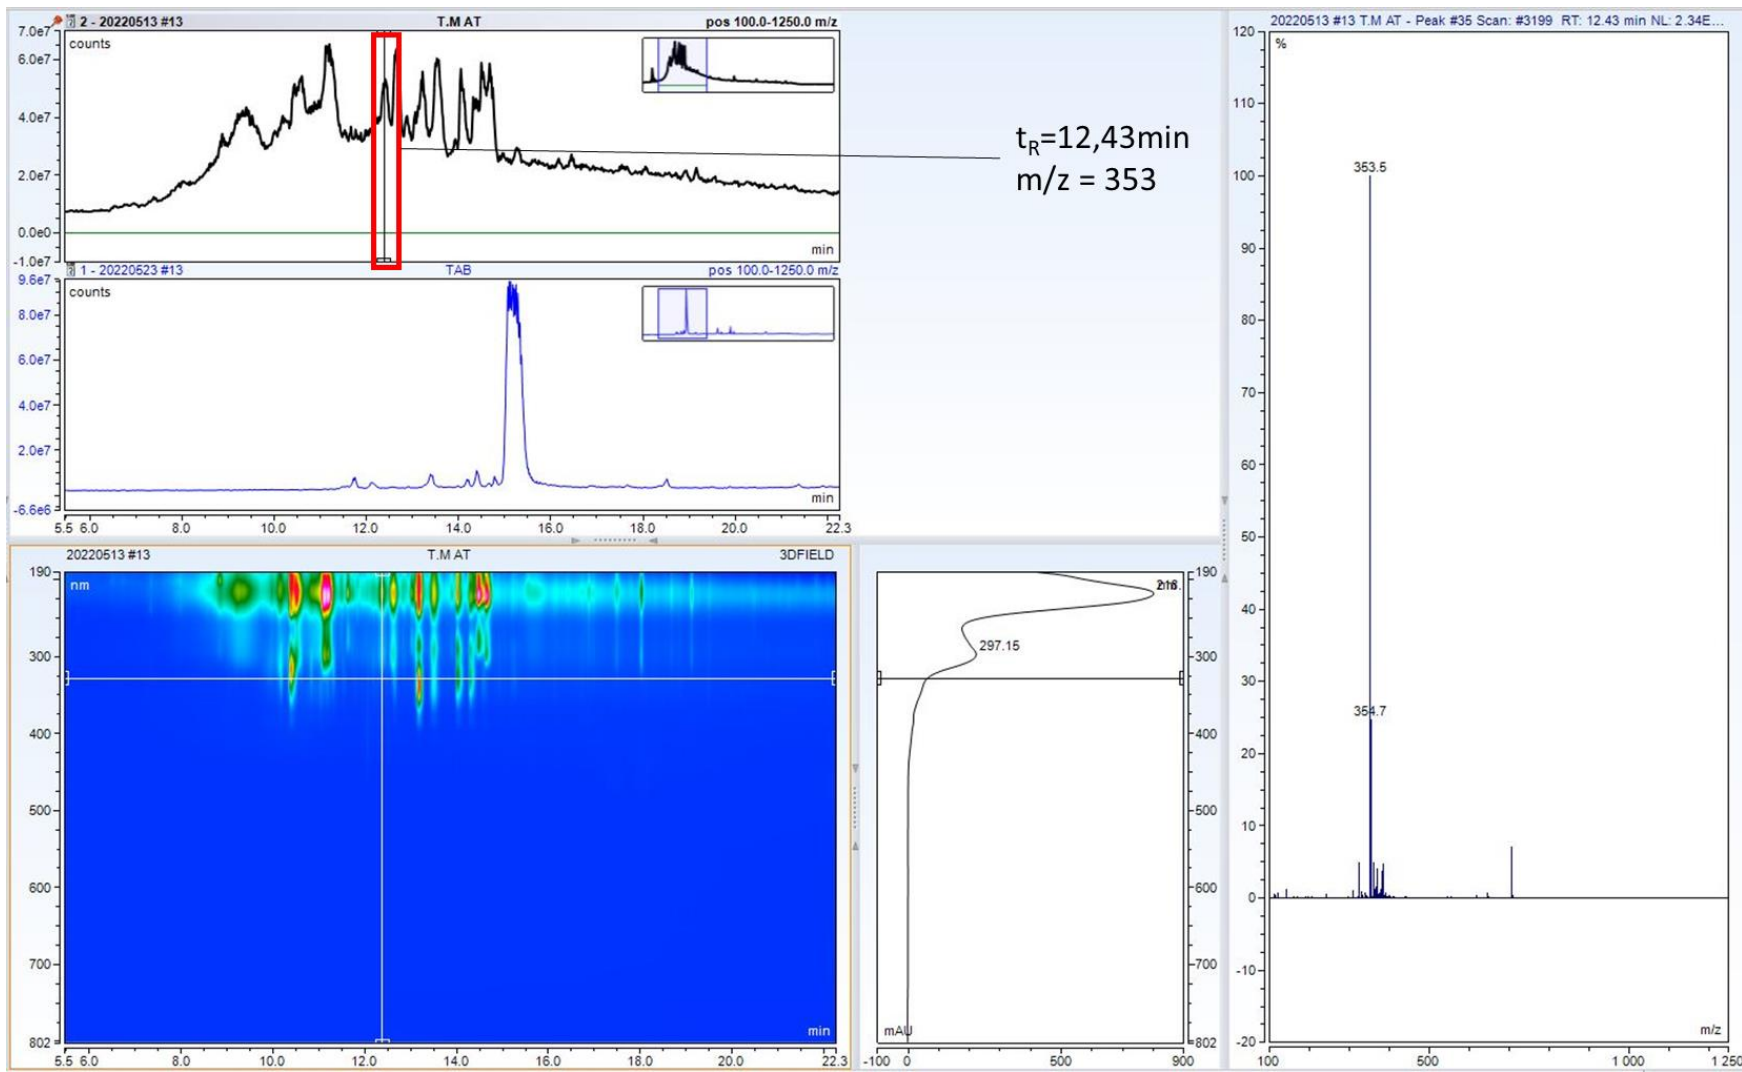 2 - 20220513 #13 T.M AT pos 100.0-1250.0 m/z
7.0e7
counts
6.0e7
4.0e7
2.0e7
0.0e0
-1.0e7
min
tR=12,43min
m/z = 353
1 - 20220523 #13 TAB pos 100.0-1250.0 m/z
9.6e7
counts
8.0e7
6.0e7
4.0e7
2.0e7
-6.6e6
min
5.5 6.0 8.0 10.0 12.0 14.0 16.0 18.0 20.0 22.3
20220513 #13 T.M AT 3DFIELD
190
nm
300
400
500
600
700
802
min
5.5 6.0 8.0 10.0 12.0 14.0 16.0 18.0 20.0 22.3
190
297.15
300
400
500
600
700
802
mAU
-100 0 500 900
20220513 #13 T.M AT - Peak #35 Scan: #3199 RT: 12.43 min NL: 2.34E...
120
%
110
100
353.5
90
80
70
60
50
40
30
354.7
20
10
0
-10
-20
m/z
100 500 1 000 1 250